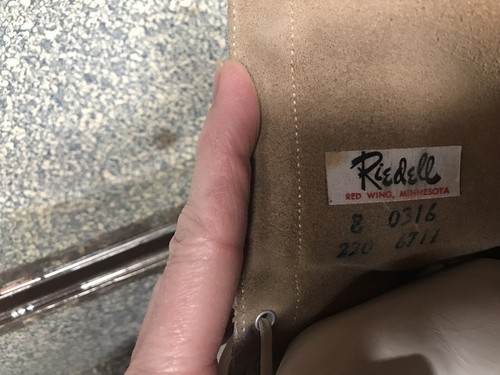 Riedell
RED WING, MINNESOTA
8 0316
220 6711